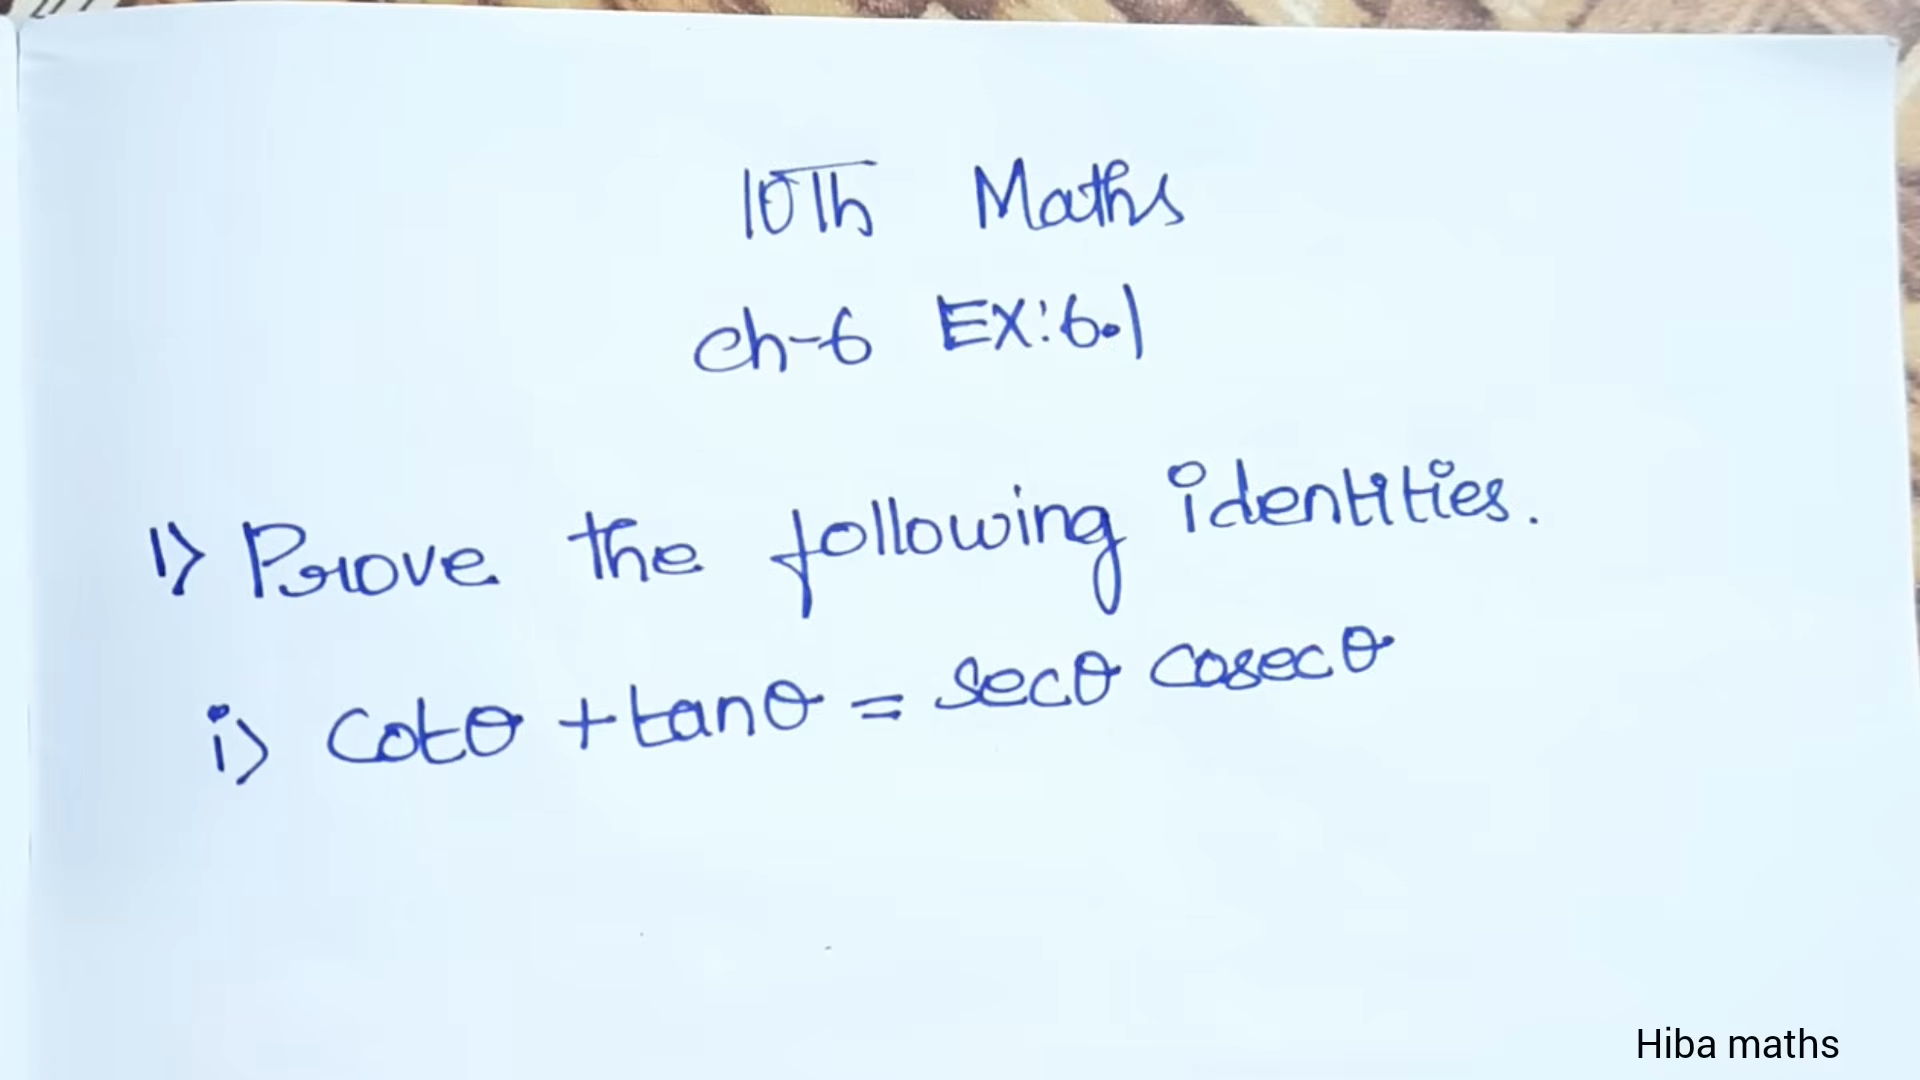 10Th Maths
Ch-6 EX:6.1
1) Prove the following identities.
i) cotθ + tanθ = secθ cosecθ
Hiba maths